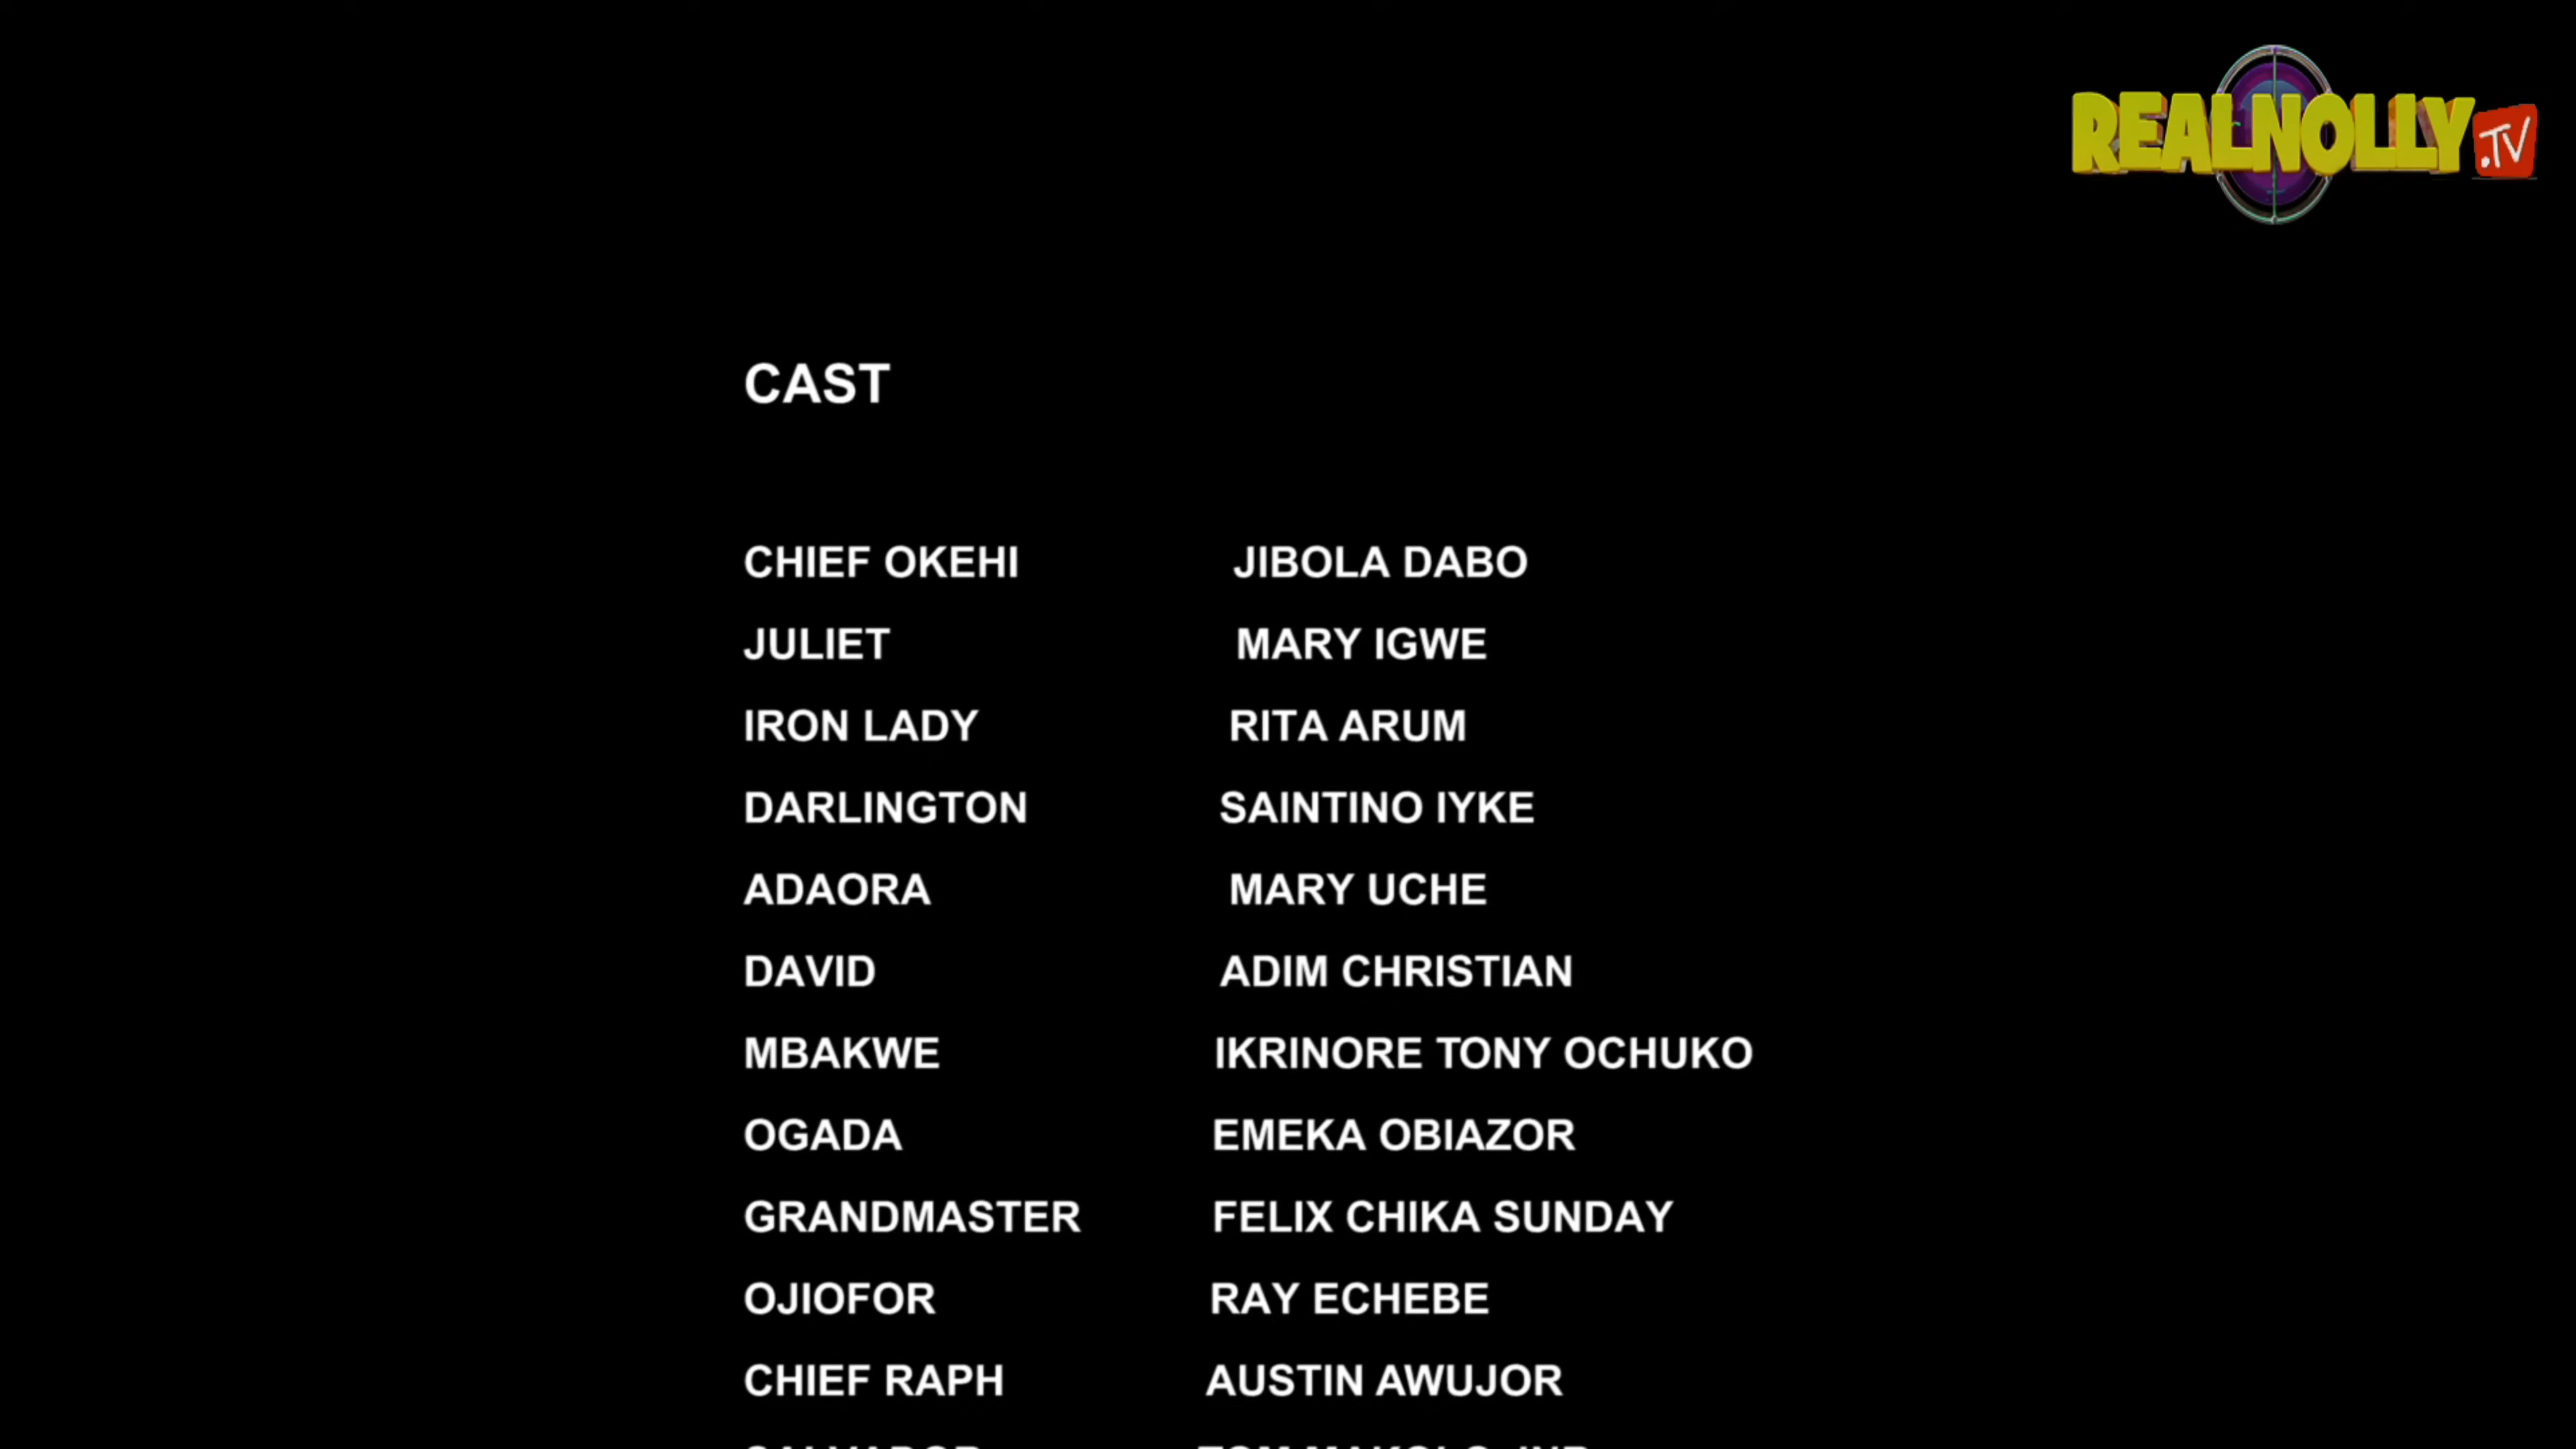 REALNOLLY.TV
CAST
CHIEF OKEHI JIBOLA DABO
JULIET MARY IGWE
IRON LADY RITA ARUM
DARLINGTON SAINTINO IYKE
ADAORA MARY UCHE
DAVID ADIM CHRISTIAN
MBAKWE IKRINORE TONY OCHUKO
OGADA EMEKA OBIAZOR
GRANDMASTER FELIX CHIKA SUNDAY
OJIOFOR RAY ECHEBE
CHIEF RAPH AUSTIN AWUJOR